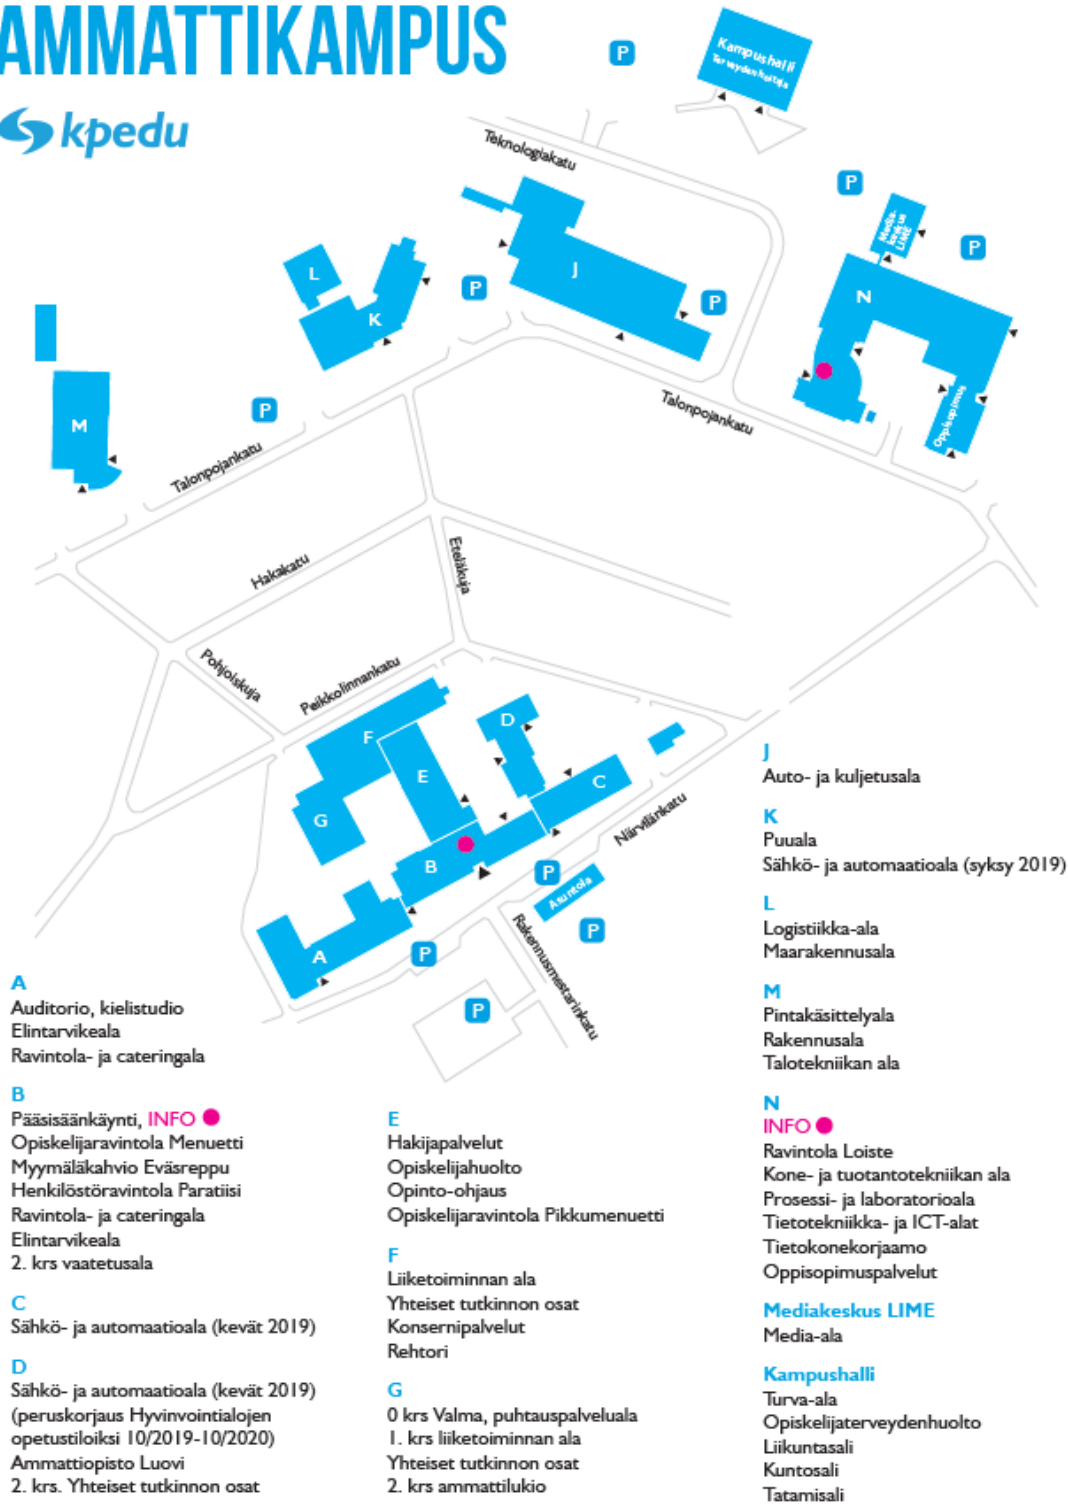 AMMATTIKAMPUS
kpedu
P
Kampushalli
Terveydenhoitaja
Teknologiakatu
P
Media-
keskus
LIME
P
L
K
P
J
P
N
M
P
Talonpojankatu
Talonpojankatu
Oppisopimus
Hakakatu
Eteläkuja
Pohjoiskuja
Peikkolinnankatu
F
E
D
G
C
B
Närvilänkatu
P
Asuntola
P
A
P
P
Rakennusmestarinkatu
A
Auditorio, kielistudio
Elintarvikeala
Ravintola- ja cateringala
B
Pääsisäänkäynti, INFO
Opiskelijaravintola Menuetti
Myymäläkahvio Eväsreppu
Henkilöstöravintola Paratiisi
Ravintola- ja cateringala
Elintarvikeala
2. krs vaatetusala
C
Sähkö- ja automaatioala (kevät 2019)
D
Sähkö- ja automaatioala (kevät 2019)
(peruskorjaus Hyvinvointialojen
opetustiloiksi 10/2019-10/2020)
Ammattiopisto Luovi
2. krs. Yhteiset tutkinnon osat
E
Hakijapalvelut
Opiskelijahuolto
Opinto-ohjaus
Opiskelijaravintola Pikkumenuetti
F
Liiketoiminnan ala
Yhteiset tutkinnon osat
Konsernipalvelut
Rehtori
G
0 krs Valma, puhtauspalveluala
1. krs liiketoiminnan ala
Yhteiset tutkinnon osat
2. krs ammattilukio
J
Auto- ja kuljetusala
K
Puuala
Sähkö- ja automaatioala (syksy 2019)
L
Logistiikka-ala
Maarakennusala
M
Pintakäsittelyala
Rakennusala
Talotekniikan ala
N
INFO
Ravintola Loiste
Kone- ja tuotantotekniikan ala
Prosessi- ja laboratorioala
Tietotekniikka- ja ICT-alat
Tietokonekorjaamo
Oppisopimuspalvelut
Mediakeskus LIME
Media-ala
Kampushalli
Turva-ala
Opiskelijaterveydenhuolto
Liikuntasali
Kuntosali
Tatamisali